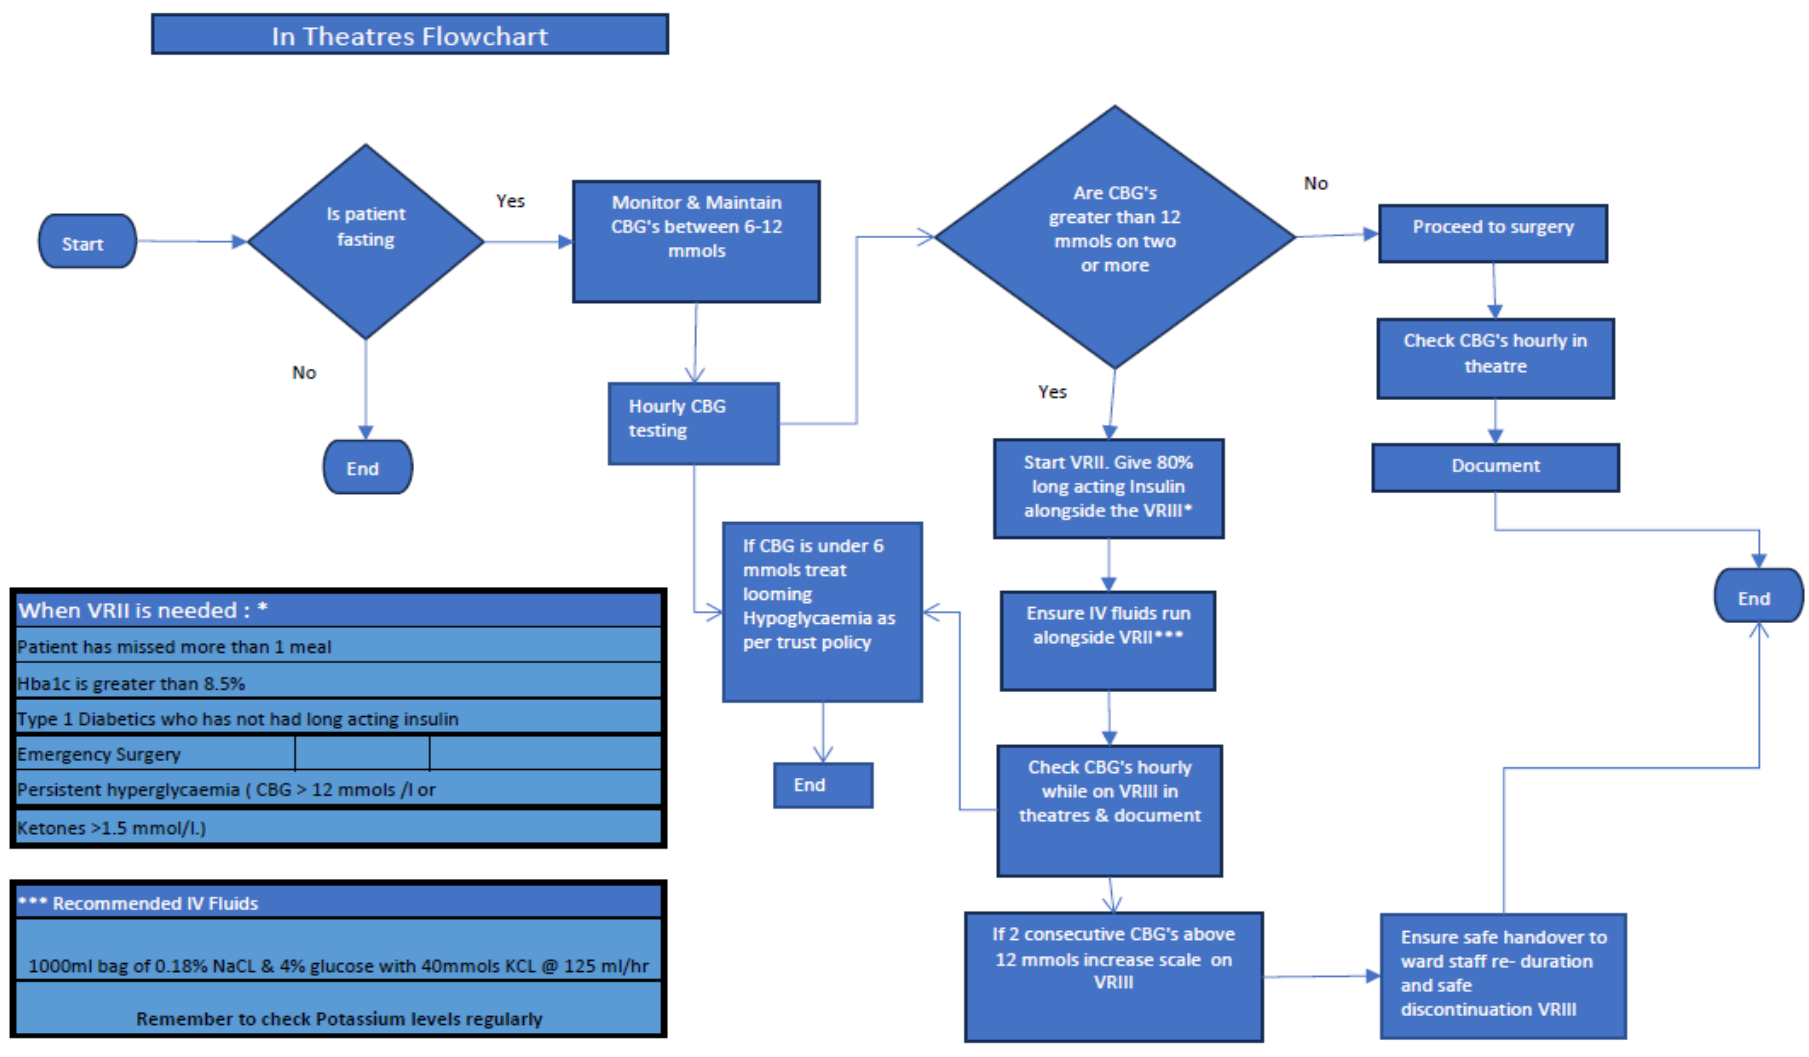 In Theatres Flowchart
Start
Is patient
fasting
Yes
No
End
Monitor & Maintain
CBG's between 6-12
mmols
Hourly CBG
testing
If CBG is under 6
mmols treat
looming
Hypoglycaemia as
per trust policy
End
Are CBG's
greater than 12
mmols on two
or more
No
Yes
Proceed to surgery
Check CBG's hourly in
theatre
Document
End
Start VRII. Give 80%
long acting Insulin
alongside the VRIII*
Ensure IV fluids run
alongside VRII***
Check CBG's hourly
while on VRIII in
theatres & document
If 2 consecutive CBG's above
12 mmols increase scale on
VRIII
Ensure safe handover to
ward staff re- duration
and safe
discontinuation VRIII
When VRII is needed : *
Patient has missed more than 1 meal
Hba1c is greater than 8.5%
Type 1 Diabetics who has not had long acting insulin
Emergency Surgery
Persistent hyperglycaemia ( CBG > 12 mmols /l or
Ketones >1.5 mmol/l.)
*** Recommended IV Fluids
1000ml bag of 0.18% NaCL & 4% glucose with 40mmols KCL @ 125 ml/hr
Remember to check Potassium levels regularly